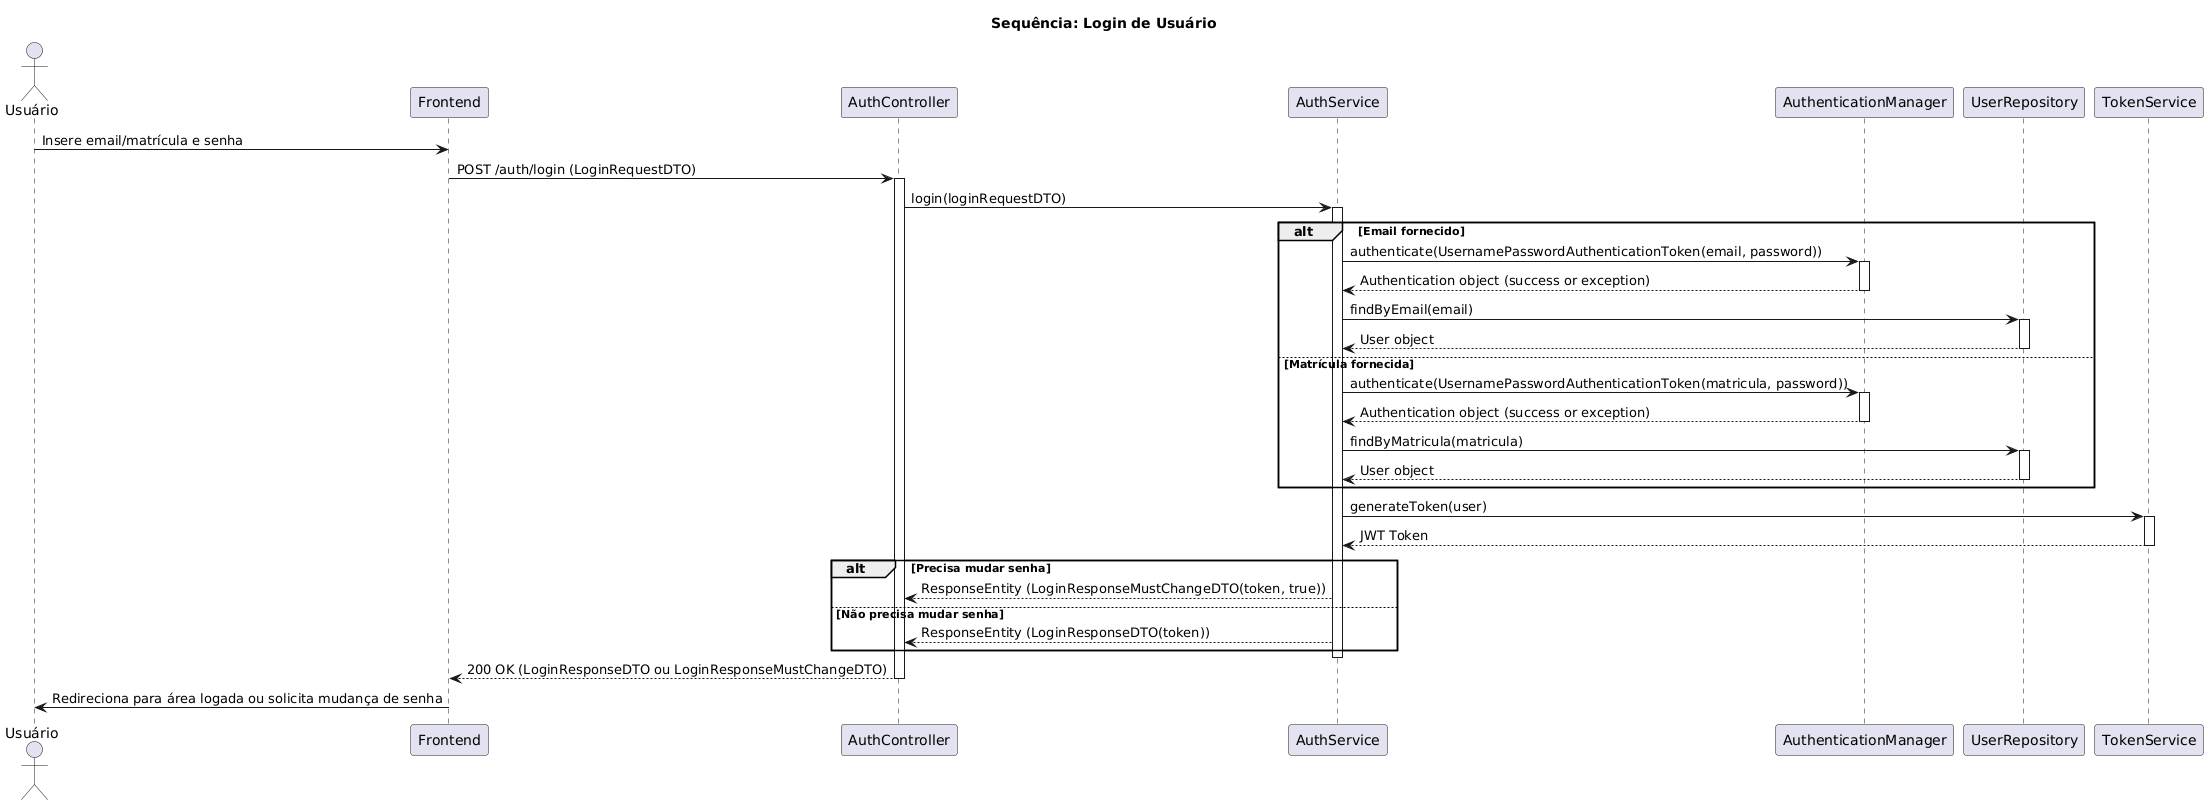 Sequência: Login de Usuário
Usuário
Frontend
AuthController
AuthService
AuthenticationManager
UserRepository
TokenService
Insere email/matrícula e senha
POST /auth/login (LoginRequestDTO)
login(loginRequestDTO)
alt
[Email fornecido]
authenticate(UsernamePasswordAuthenticationToken(email, password))
Authentication object (success or exception)
findByEmail(email)
User object
[Matrícula fornecida]
authenticate(UsernamePasswordAuthenticationToken(matricula, password))
Authentication object (success or exception)
findByMatricula(matricula)
User object
generateToken(user)
JWT Token
alt
[Precisa mudar senha]
ResponseEntity (LoginResponseMustChangeDTO(token, true))
[Não precisa mudar senha]
ResponseEntity (LoginResponseDTO(token))
200 OK (LoginResponseDTO ou LoginResponseMustChangeDTO)
Redireciona para área logada ou solicita mudança de senha
Usuário
Frontend
AuthController
AuthService
AuthenticationManager
UserRepository
TokenService